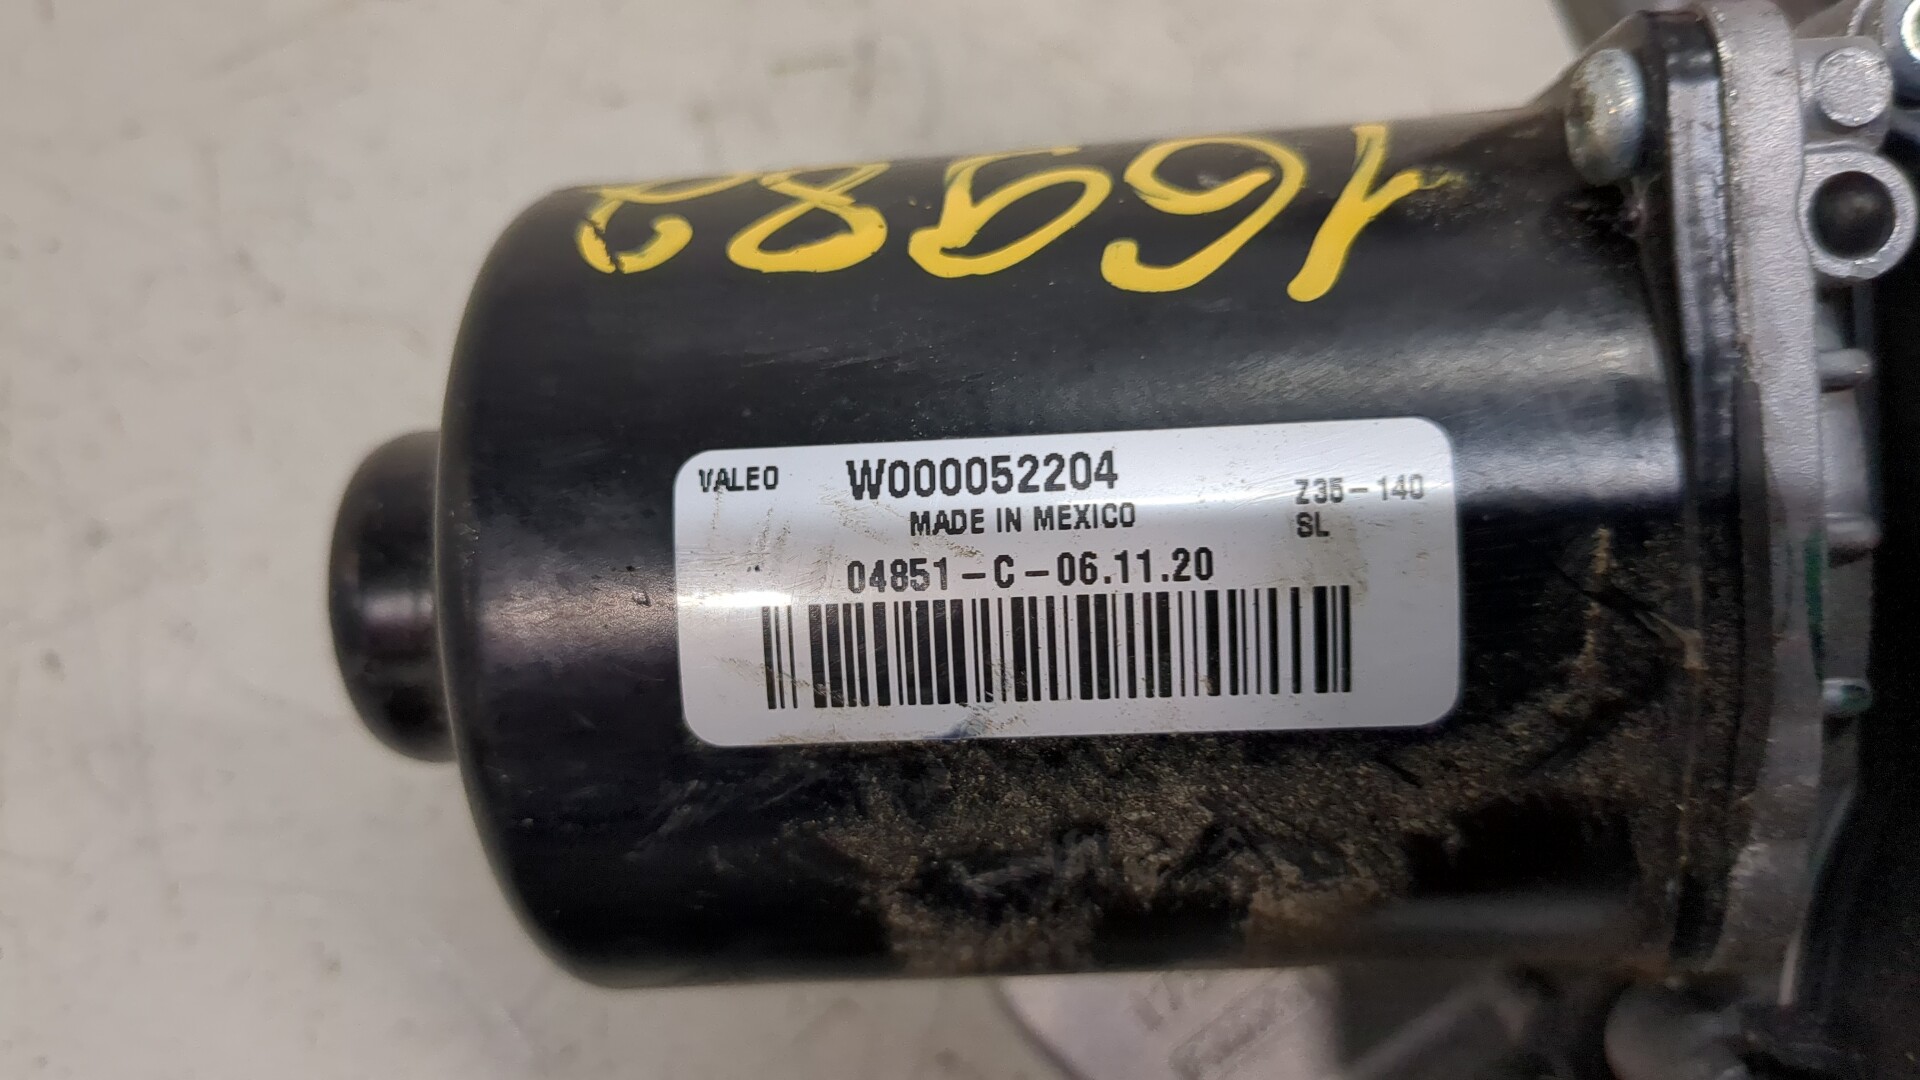 16982
VALEO W000052204
MADE IN MEXICO
Z35-140
SL
04851-C-06.11.20